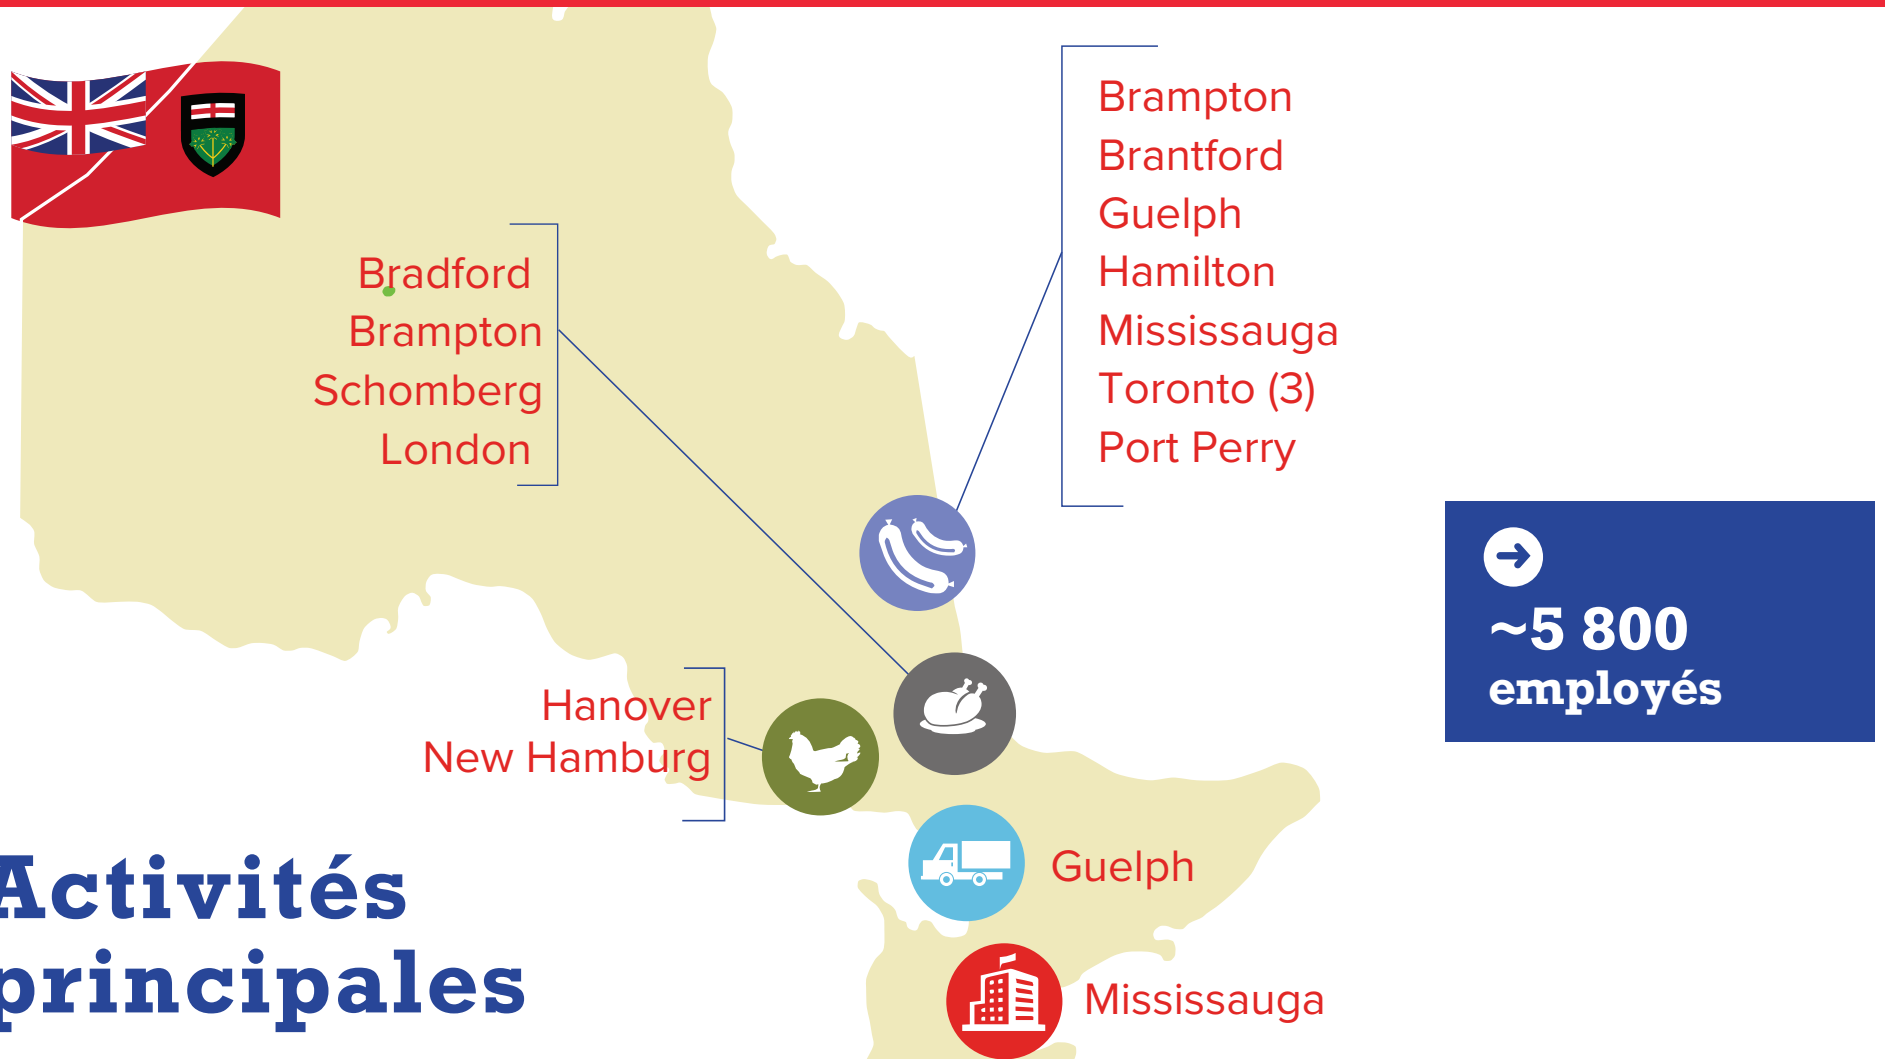 Bradford
Brampton
Schomberg
London
Brampton
Brantford
Guelph
Hamilton
Mississauga
Toronto (3)
Port Perry
~5 800
employés
Hanover
New Hamburg
Guelph
Mississauga
Activités
principales